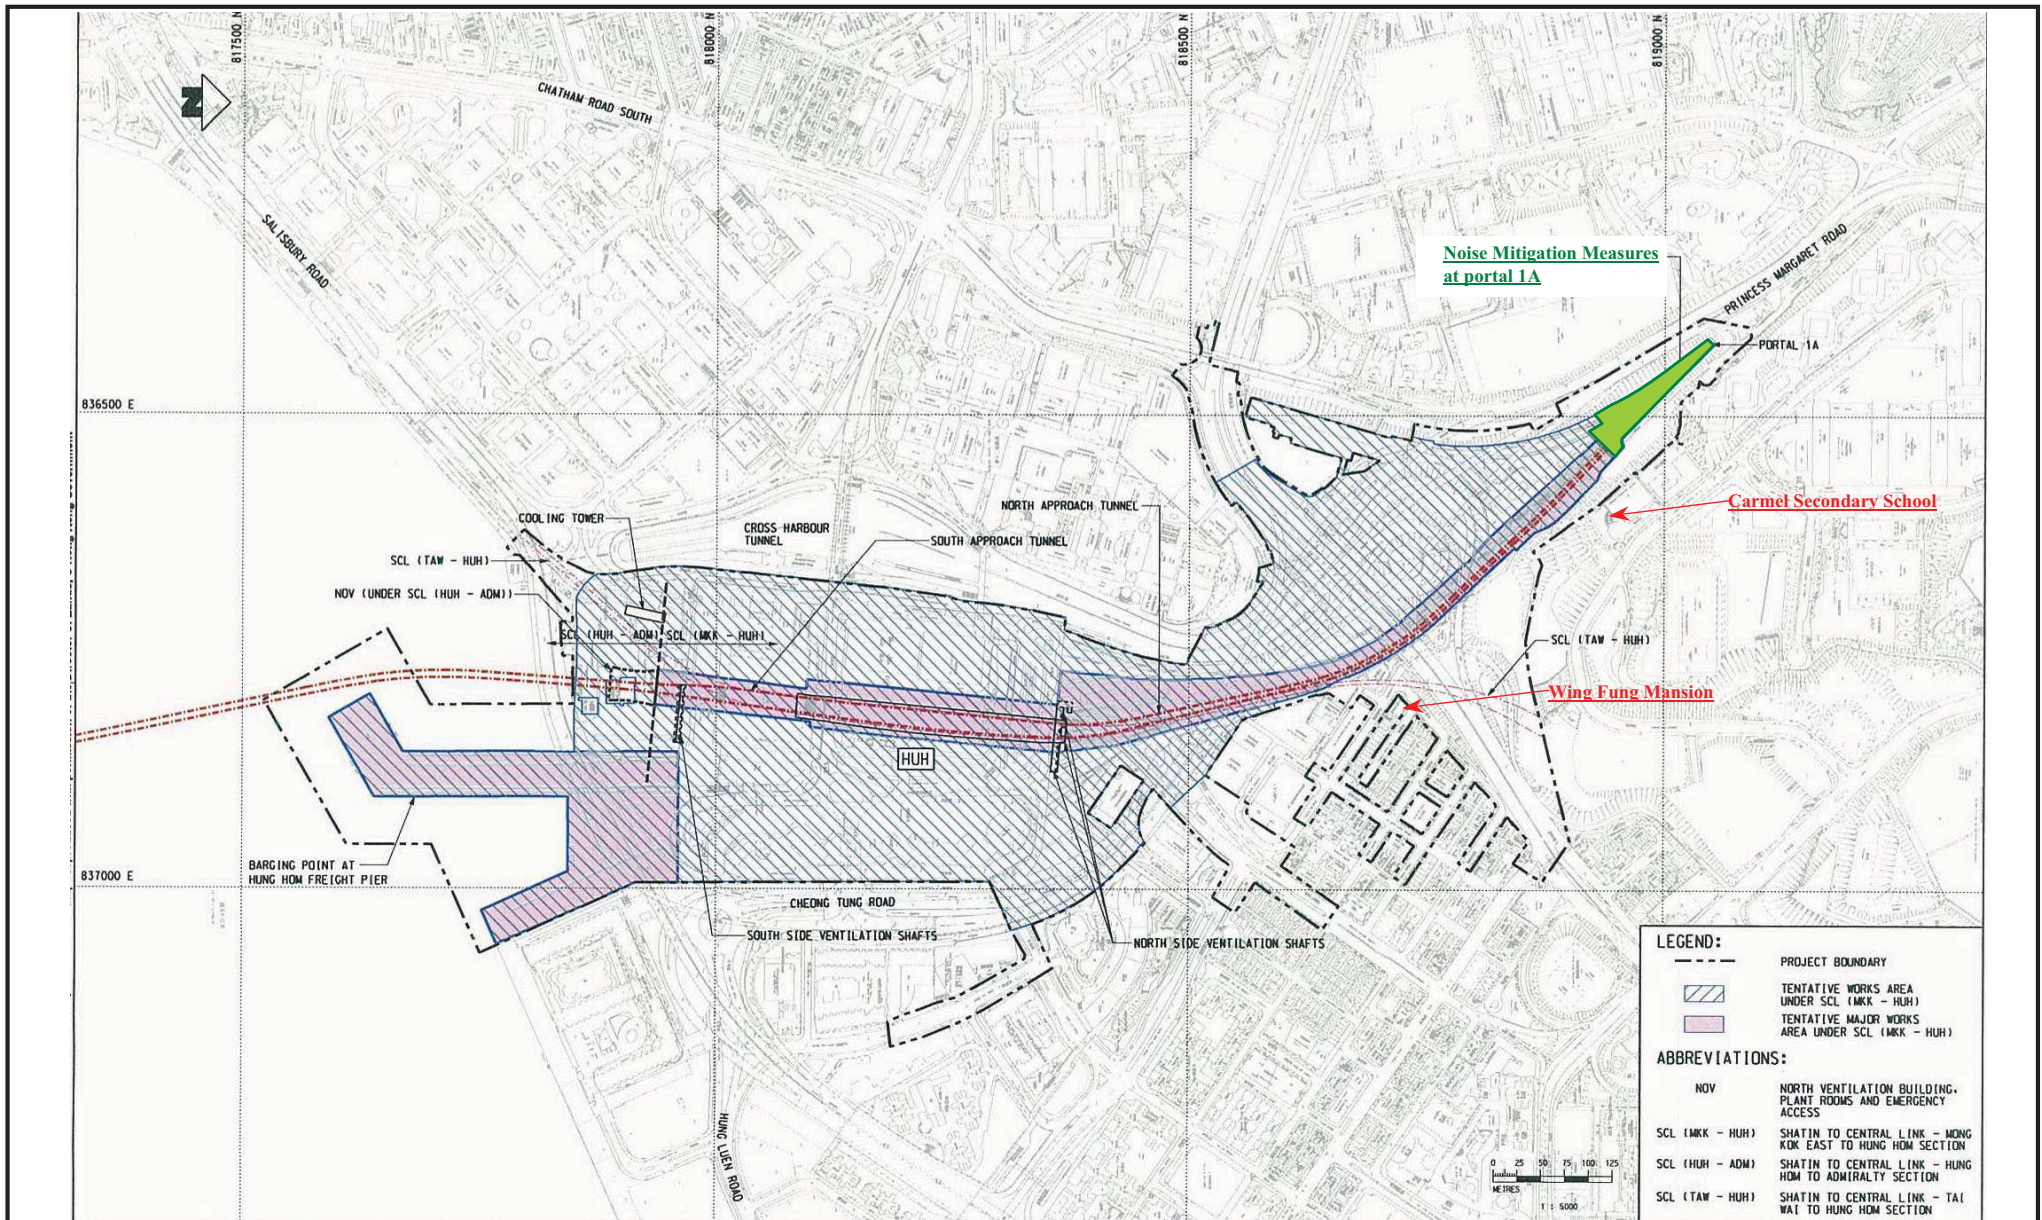 817500 N
818000 N
818500 N
819000 N
N
CHATHAM ROAD SOUTH
SALISBURY ROAD
Noise Mitigation Measures
at portal 1A
PRINCESS MARGARET ROAD
PORTAL 1A
836500 E
Carmel Secondary School
NORTH APPROACH TUNNEL
COOLING TOWER
CROSS HARBOUR
TUNNEL
SOUTH APPROACH TUNNEL
SCL (TAW - HUH)
NOV (UNDER SCL (HUH - ADM))
SCL (HUH - ADM)
SCL (MKK - HUH)
SCL (TAW - HUH)
Wing Fung Mansion
HUH
BARGING POINT AT
HUNG HOM FREIGHT PIER
837000 E
CHEONG TUNG ROAD
SOUTH SIDE VENTILATION SHAFTS
NORTH SIDE VENTILATION SHAFTS
HUNG LUEN ROAD
0 25 50 75 100 125
METRES
1 : 5000
LEGEND:
PROJECT BOUNDARY
TENTATIVE WORKS AREA
UNDER SCL (MKK - HUH)
TENTATIVE MAJOR WORKS
AREA UNDER SCL (MKK - HUH)
ABBREVIATIONS:
NOV NORTH VENTILATION BUILDING,
PLANT ROOMS AND EMERGENCY
ACCESS
SCL (MKK - HUH) SHATIN TO CENTRAL LINK - MONG
KOK EAST TO HUNG HOM SECTION
SCL (HUH - ADM) SHATIN TO CENTRAL LINK - HUNG
HOM TO ADMIRALTY SECTION
SCL (TAW - HUH) SHATIN TO CENTRAL LINK - TAI
WAI TO HUNG HOM SECTION